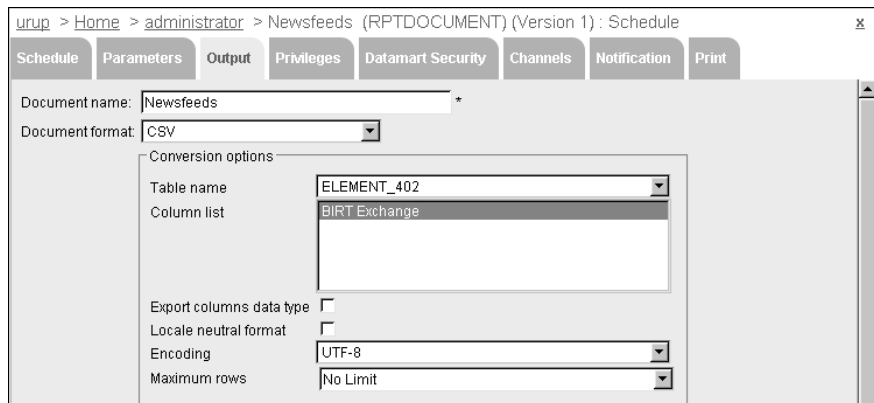 urup > Home > administrator > Newsfeeds (RPTDOCUMENT) (Version 1) : Schedule x
Schedule Parameters Output Privileges Datamart Security Channels Notification Print
Document name: Newsfeeds *
Document format: CSV
Conversion options
Table name ELEMENT_402
Column list BIRT Exchange
Export columns data type
Locale neutral format
Encoding UTF-8
Maximum rows No Limit